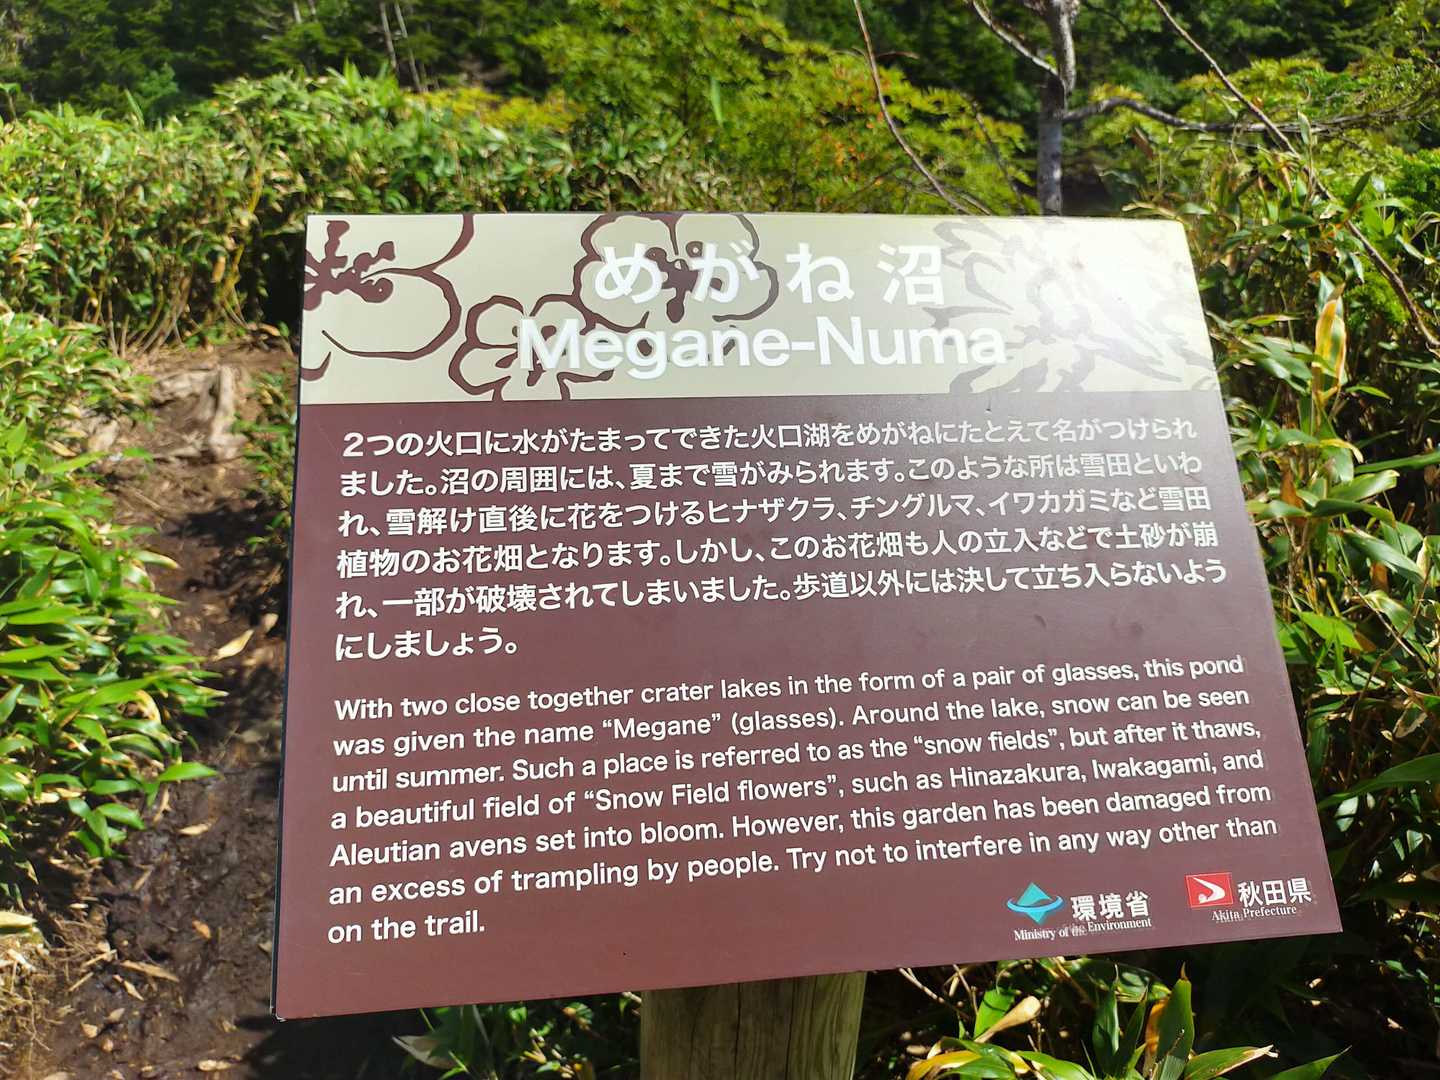 めがね沼
Megane-Numa
2つの火口に水がたまってできた火口湖をめがねにたとえて名がつけられ
ました。沼の周囲には、夏まで雪がみられます。このような所は雪田といわ
れ、雪解け直後に花をつけるヒナザクラ、チングルマ、イワカガミなど雪田
植物のお花畑となります。しかし、このお花畑も人の立入などで土砂が崩
れ、一部が破壊されてしまいました。歩道以外には決して立ち入らないよう
にしましょう。
With two close together crater lakes in the form of a pair of glasses, this pond
was given the name “Megane” (glasses). Around the lake, snow can be seen
until summer. Such a place is referred to as the “snow fields”, but after it thaws,
a beautiful field of “Snow Field flowers”, such as Hinazakura, Iwakagami, and
Aleutian avens set into bloom. However, this garden has been damaged from
an excess of trampling by people. Try not to interfere in any way other than
on the trail.
環境省
Ministry of the Environment
秋田県
Akita Prefecture